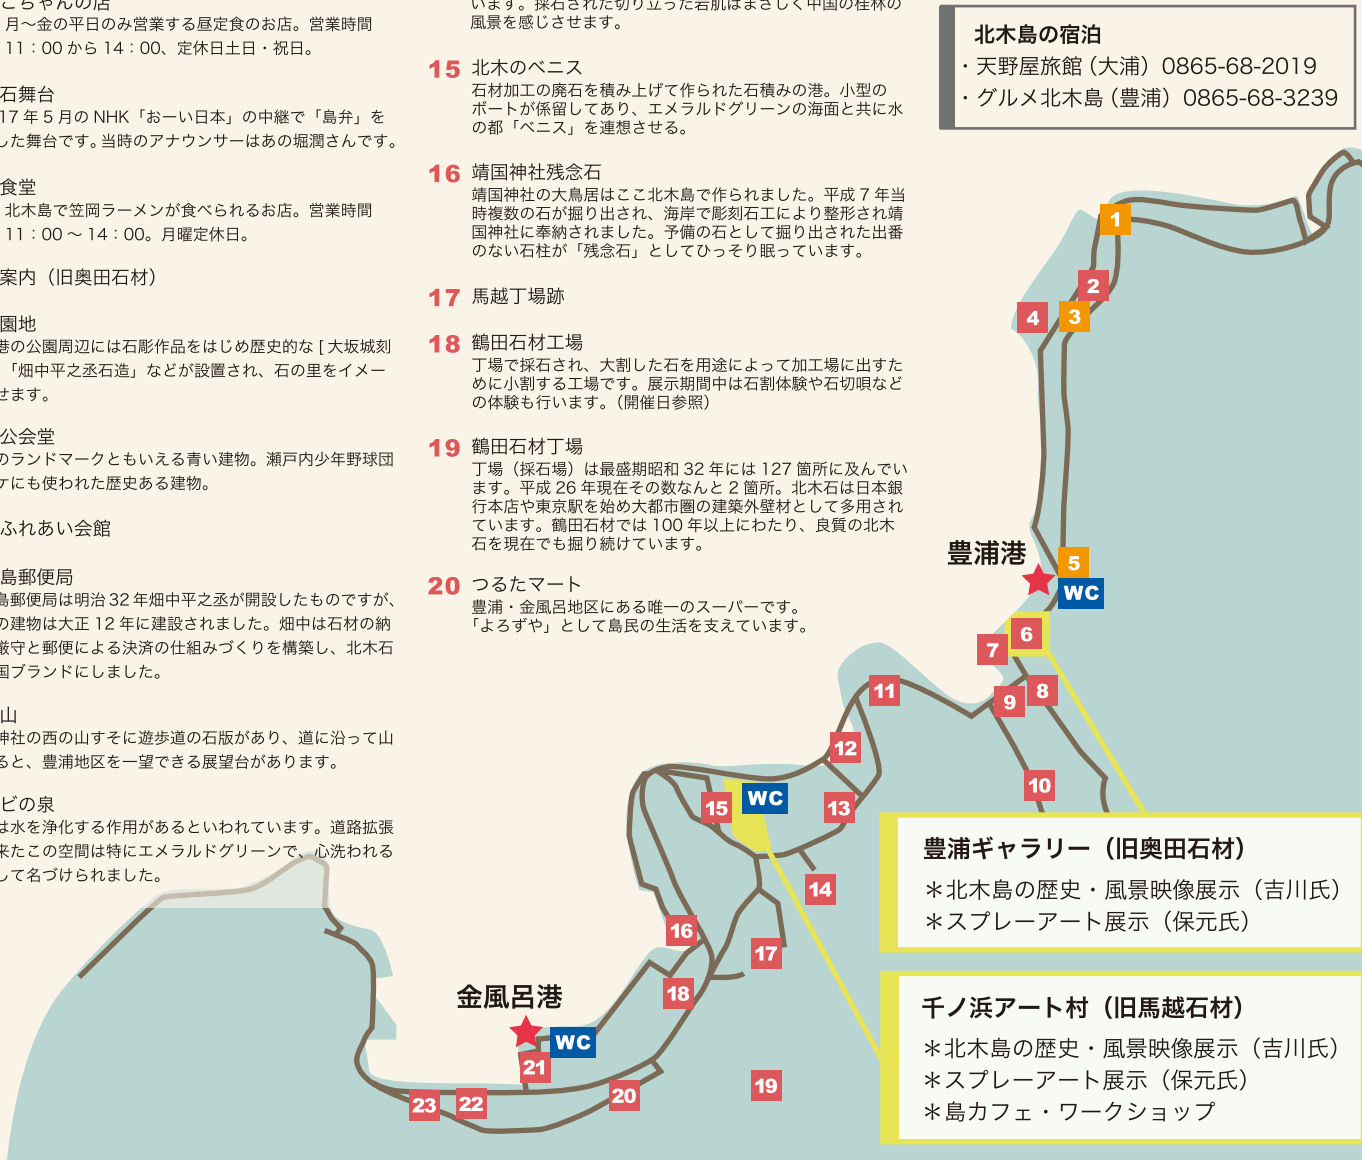 こちゃんの店
月〜金の平日のみ営業する昼定食のお店。営業時間
11：00 から 14：00、定休日土日・祝日。
石舞台
17 年 5 月の NHK「おーい日本」の中継で「島弁」を
した舞台です。当時のアナウンサーはあの堀潤さんです。
食堂
北木島で笠岡ラーメンが食べられるお店。営業時間
11：00 〜 14：00。月曜定休日。
案内（旧奥田石材）
園地
港の公園周辺には石彫作品をはじめ歴史的な [ 大坂城刻
「畑中平之丞石造」などが設置され、石の里をイメー
せます。
公会堂
のランドマークともいえる青い建物。瀬戸内少年野球団
ケにも使われた歴史ある建物。
ふれあい会館
島郵便局
島郵便局は明治 32 年畑中平之丞が開設したものですが、
の建物は大正 12 年に建設されました。畑中は石材の納
厳守と郵便による決済の仕組みづくりを構築し、北木石
国ブランドにしました。
山
神社の西の山すそに遊歩道の石版があり、道に沿って山
ると、豊浦地区を一望できる展望台があります。
ビの泉
は水を浄化する作用があるといわれています。道路拡張
来たこの空間は特にエメラルドグリーンで、心洗われる
して名づけられました。
います。採石された切り立った岩肌はまさしく中国の桂林の
風景を感じさせます。
15 北木のベニス
石材加工の廃石を積み上げて作られた石積みの港。小型の
ボートが係留してあり、エメラルドグリーンの海面と共に水
の都「ベニス」を連想させる。
16 靖国神社残念石
靖国神社の大鳥居はここ北木島で作られました。平成 7 年当
時複数の石が掘り出され、海岸で彫刻石工により整形され靖
国神社に奉納されました。予備の石として掘り出された出番
のない石柱が「残念石」としてひっそり眠っています。
17 馬越丁場跡
18 鶴田石材工場
丁場で採石され、大割した石を用途によって加工場に出すた
めに小割する工場です。展示期間中は石割体験や石切唄など
の体験も行います。（開催日参照）
19 鶴田石材丁場
丁場（採石場）は最盛期昭和 32 年には 127 箇所に及んでい
ます。平成 26 年現在その数なんと 2 箇所。北木石は日本銀
行本店や東京駅を始め大都市圏の建築外壁材として多用され
ています。鶴田石材では 100 年以上にわたり、良質の北木
石を現在でも掘り続けています。
20 つるたマート
豊浦・金風呂地区にある唯一のスーパーです。
「よろずや」として島民の生活を支えています。
北木島の宿泊
・天野屋旅館（大浦）0865-68-2019
・グルメ北木島（豊浦）0865-68-3239
1
2
3
4
豊浦港
5
WC
6
7
8
9
10
11
12
13
WC
15
14
16
17
18
金風呂港
WC
21
19
20
22
23
豊浦ギャラリー（旧奥田石材）
＊北木島の歴史・風景映像展示（吉川氏）
＊スプレーアート展示（保元氏）
千ノ浜アート村（旧馬越石材）
＊北木島の歴史・風景映像展示（吉川氏）
＊スプレーアート展示（保元氏）
＊島カフェ・ワークショップ